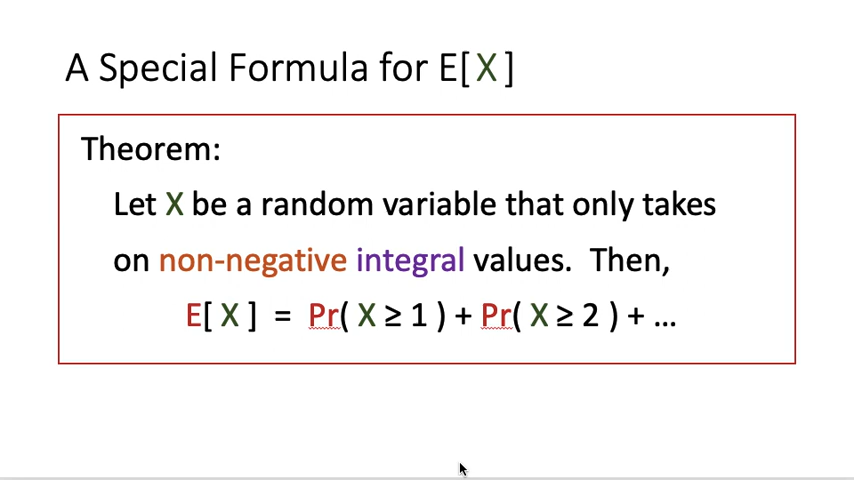 A Special Formula for E[ X ]
Theorem:
Let X be a random variable that only takes
on non-negative integral values. Then,
E[ X ] = Pr( X ≥ 1 ) + Pr( X ≥ 2 ) + ...